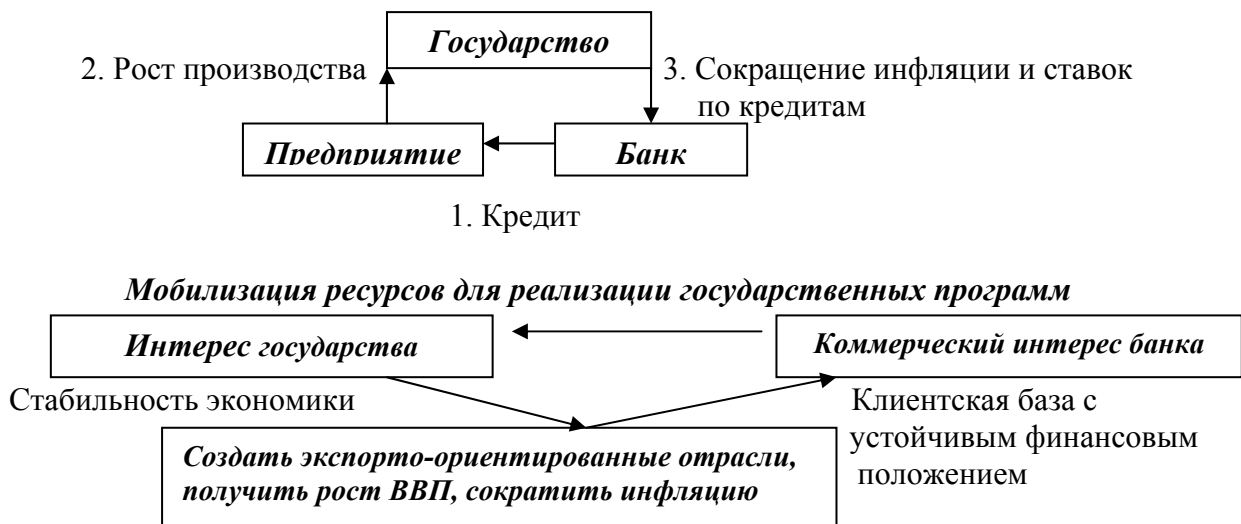 Государство
2. Рост производства
3. Сокращение инфляции и ставок
по кредитам
Предприятие
Банк
1. Кредит
Мобилизация ресурсов для реализации государственных программ
Интерес государства
Коммерческий интерес банка
Стабильность экономики
Клиентская база с
устойчивым финансовым
положением
Создать экспорто-ориентированные отрасли,
получить рост ВВП, сократить инфляцию